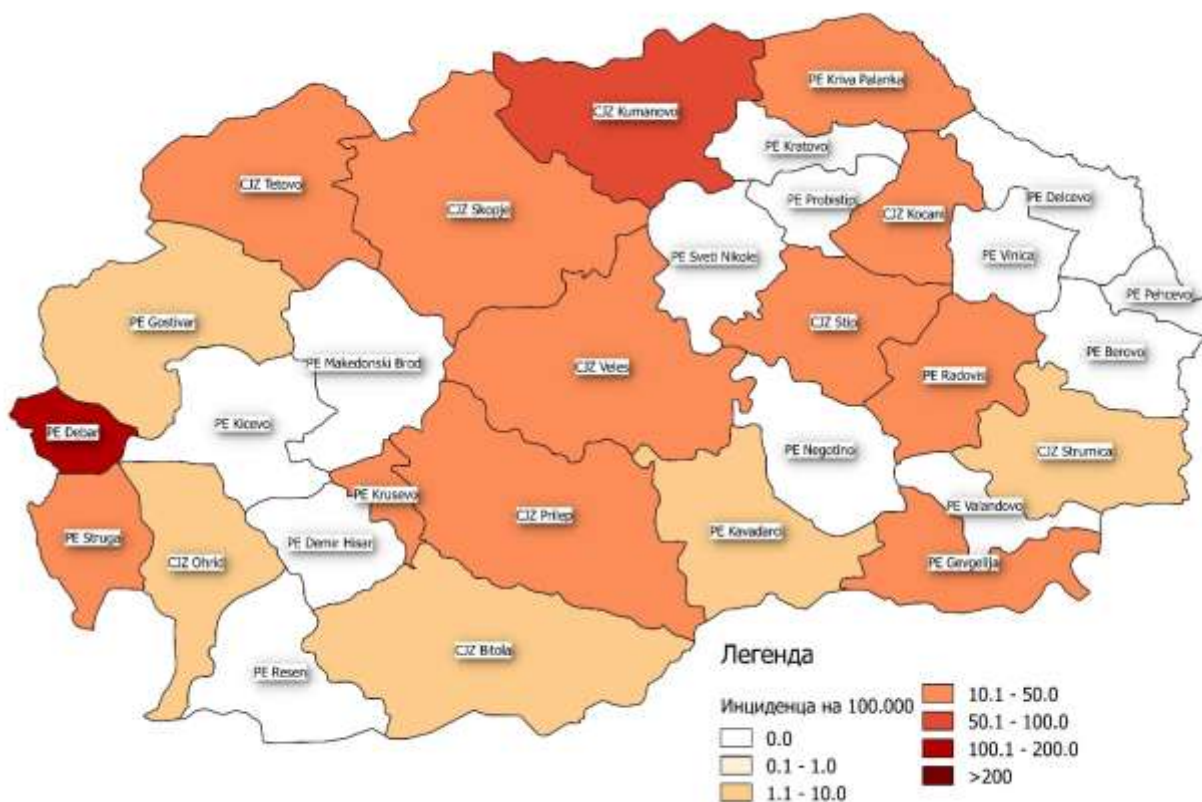 PE Kriva Palanka
CJZ Kumanovo
PE Kratovo
CJZ Tetovo
PE Probistip
PE Delcevo
CJZ Skopje
CJZ Kocani
PE Sveti Nikole
PE Vinica
PE Pehcevo
PE Gostivar
CJZ Stip
PE Makedonski Brod
CJZ Veles
PE Berovo
PE Radovis
PE Kicevo
PE Debar
PE Negotino
CJZ Strumica
PE Krusevo
PE Valandovo
CJZ Prilep
PE Kavadarci
PE Struga
PE Demir Hisar
CJZ Ohrid
PE Gevgelija
CJZ Bitola
PE Resen
Легенда
Инциденца на 100.000
0.0
0.1 - 1.0
1.1 - 10.0
10.1 - 50.0
50.1 - 100.0
100.1 - 200.0
>200